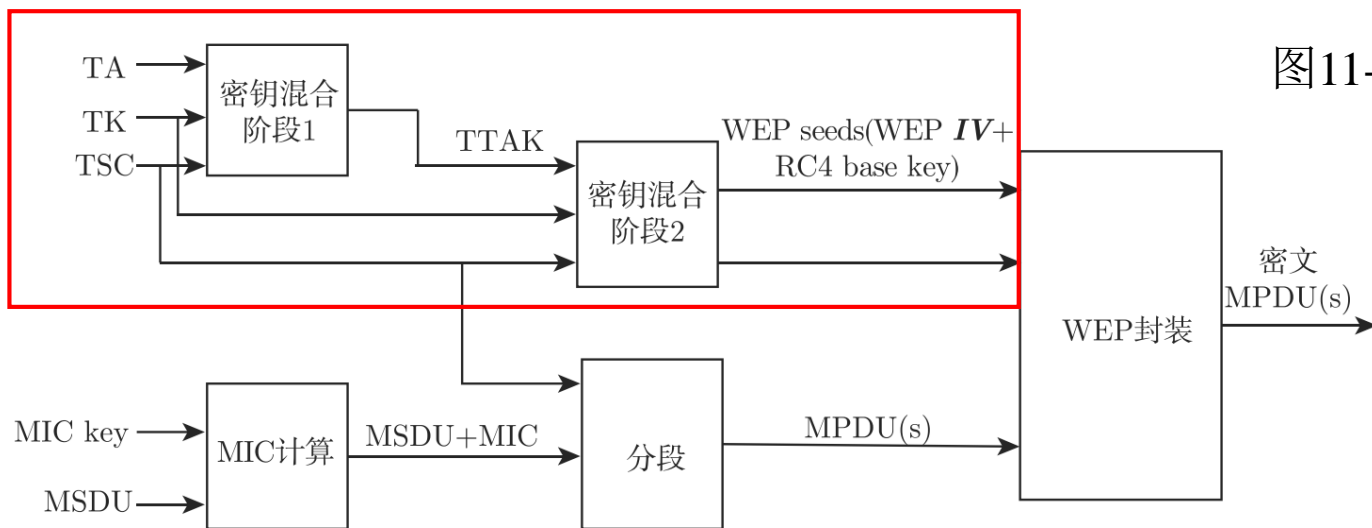 图11-
TA
TK
TSC
密钥混合
阶段1
TTAK
密钥混合
阶段2
WEP seeds(WEP IV+
RC4 base key)
密文
MPDU(s)
WEP封装
MIC key
MSDU
MIC计算
MSDU+MIC
分段
MPDU(s)